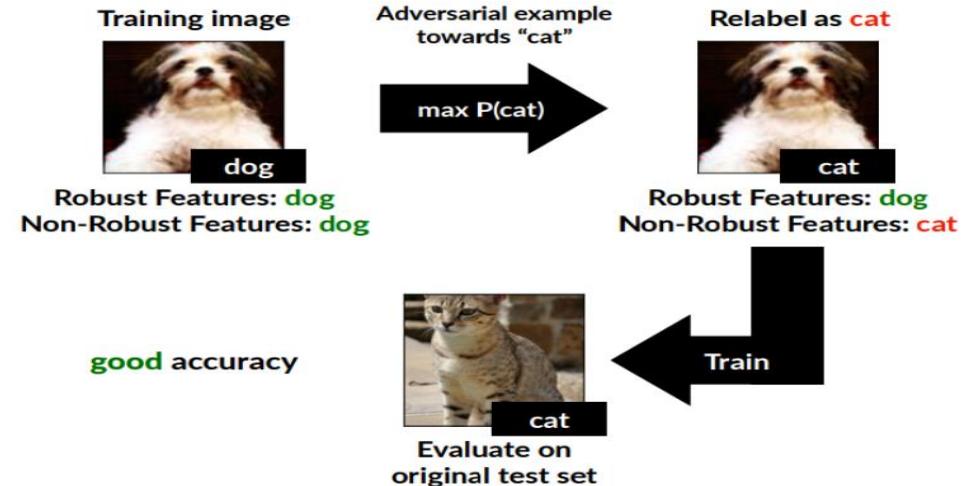 Training image
Adversarial example
towards “cat”
Relabel as cat
max P(cat)
dog
cat
Robust Features: dog
Non-Robust Features: dog
Robust Features: dog
Non-Robust Features: cat
good accuracy
Train
cat
Evaluate on
original test set